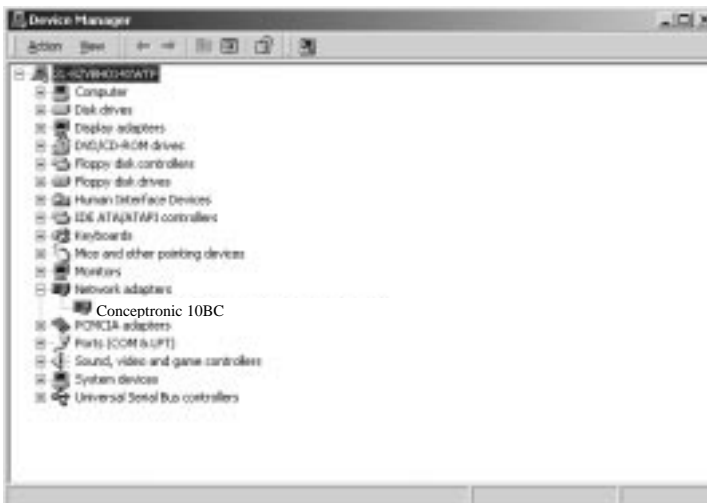 Device Manager
Action View
Computer
Disk drives
Display adapters
DVD/CD-ROM drives
Floppy disk controllers
Floppy disk drives
Human Interface Devices
IDE ATA/ATAPI controllers
Keyboards
Mice and other pointing devices
Monitors
Network adapters
Conceptronic 10BC
PCMCIA adapters
Ports (COM & LPT)
Sound, video and game controllers
System devices
Universal Serial Bus controllers